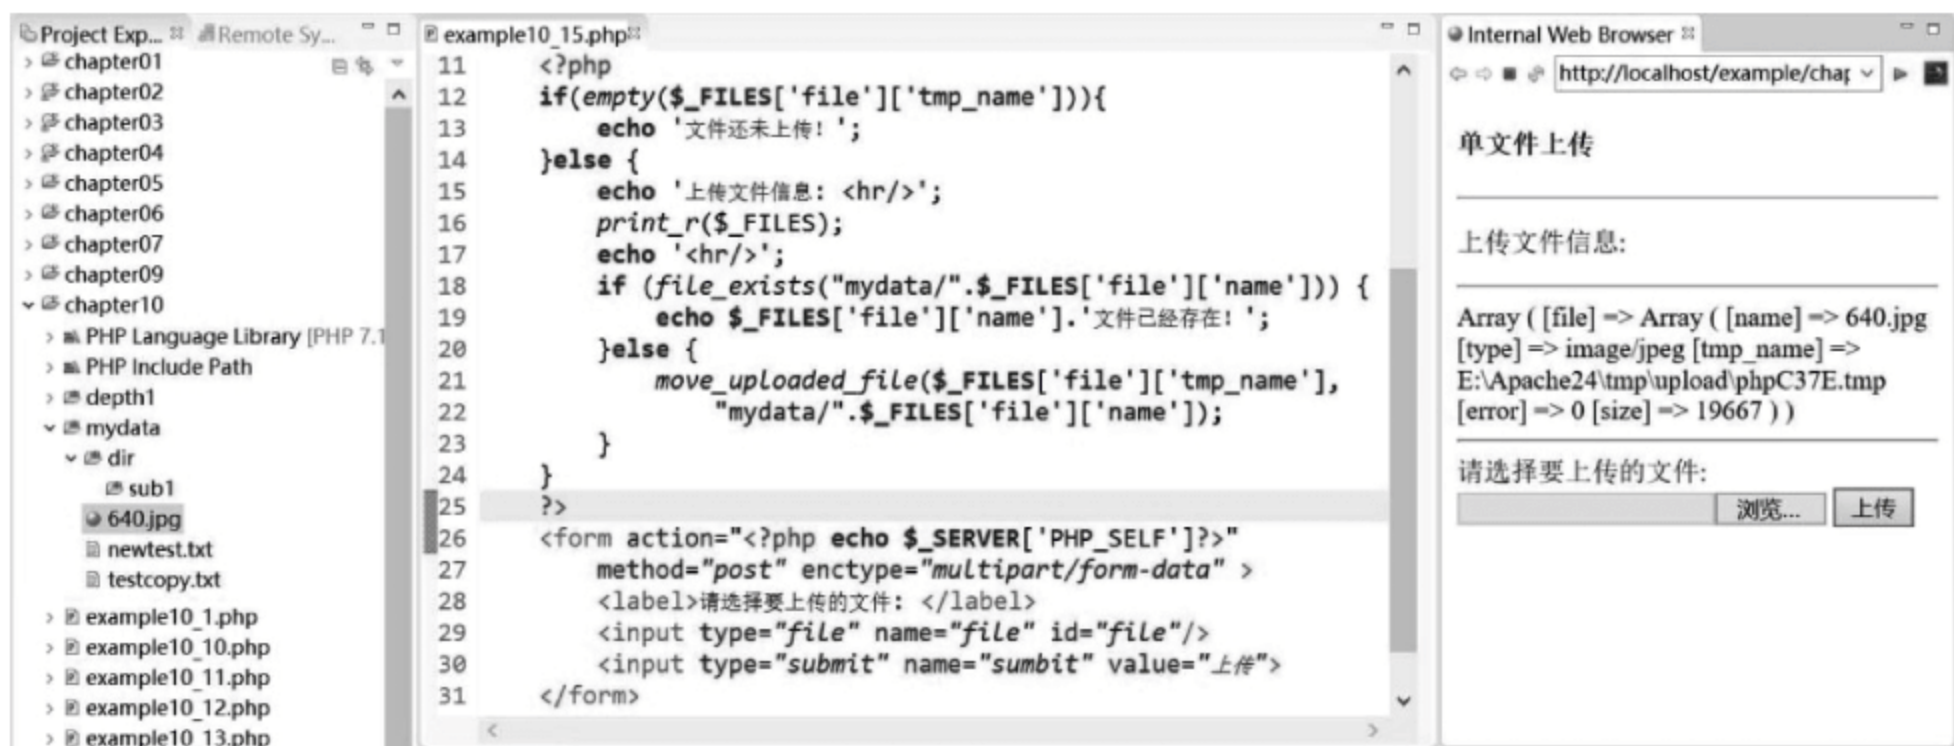 Project Exp...
Remote Sy...
chapter01
chapter02
chapter03
chapter04
chapter05
chapter06
chapter07
chapter09
chapter10
PHP Language Library [PHP 7.1
PHP Include Path
depth1
mydata
dir
sub1
640.jpg
newtest.txt
testcopy.txt
example10_1.php
example10_10.php
example10_11.php
example10_12.php
example10_13.php
example10_15.php
11 <?php
12 if(empty($_FILES['file']['tmp_name'])){
13 echo '文件还未上传! ';
14 }else {
15 echo '上传文件信息: <hr/>';
16 print_r($_FILES);
17 echo '<hr/>';
18 if (file_exists("mydata/".$_FILES['file']['name'])) {
19 echo $_FILES['file']['name'].'文件已经存在! ';
20 }else {
21 move_uploaded_file($_FILES['file']['tmp_name'],
22 "mydata/".$_FILES['file']['name']);
23 }
24 }
25 ?>
26 <form action="<?php echo $_SERVER['PHP_SELF']?>"
27 method="post" enctype="multipart/form-data" >
28 <label>请选择要上传的文件: </label>
29 <input type="file" name="file" id="file"/>
30 <input type="submit" name="sumbit" value="上传">
31 </form>
Internal Web Browser
http://localhost/example/chap
单文件上传
上传文件信息:
Array ( [file] => Array ( [name] => 640.jpg
[type] => image/jpeg [tmp_name] =>
E:\Apache24\tmp\upload\phpC37E.tmp
[error] => 0 [size] => 19667 ) )
请选择要上传的文件:
浏览... 上传